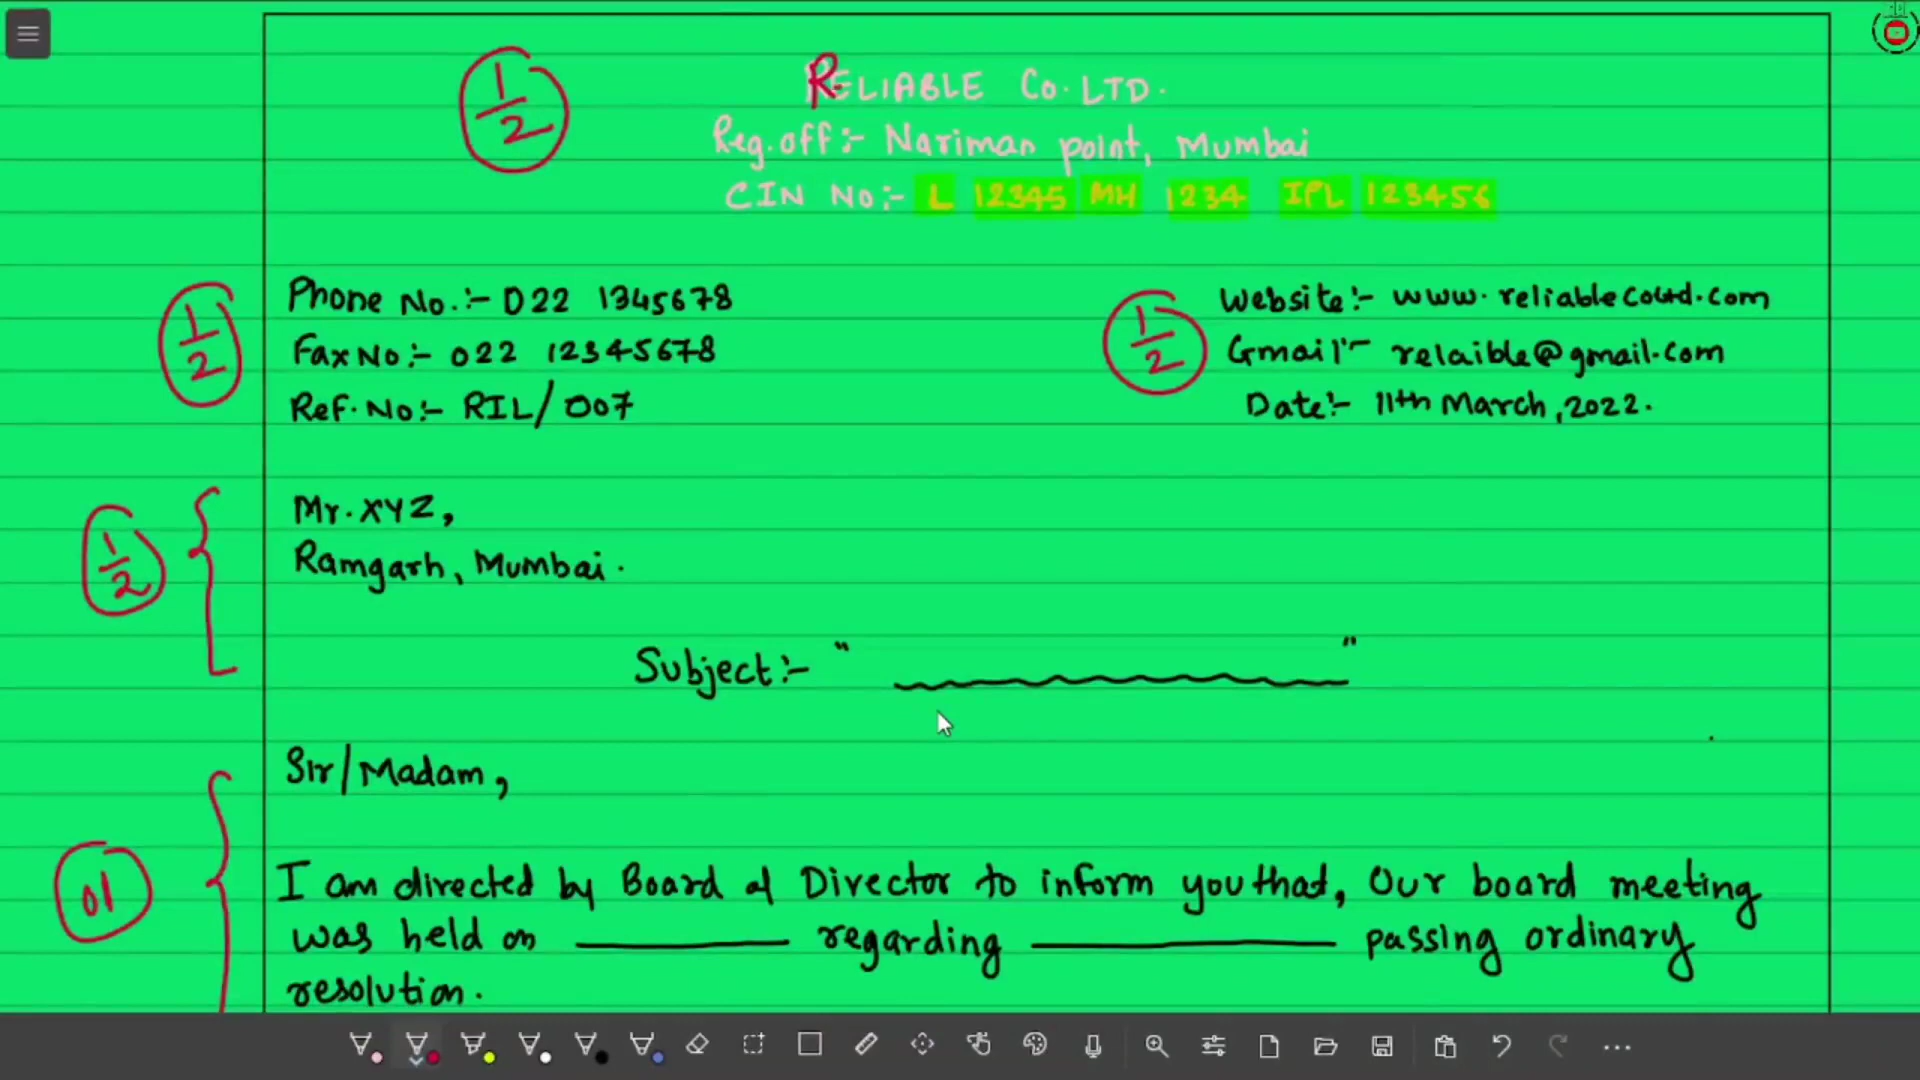 1/2
RELIABLE Co. LTD.
Reg. off :- Nariman point, Mumbai
CIN No :- L 12345 MH 1234 IPL 123456
Phone No. :- 022 1345678
Fax No :- 022 12345678
Ref. No :- RIL/007
1/2
1/2
Website :- www.reliablecoltd.com
Gmail :- relaible@gmail.com
Date :- 11th March, 2022.
1/2
Mr. XYZ,
Ramgarh, Mumbai.
Subject :- " "
Sir/Madam,
01
I am directed by Board of Director to inform you that, Our board meeting
was held on ______ regarding ______ passing ordinary
resolution.